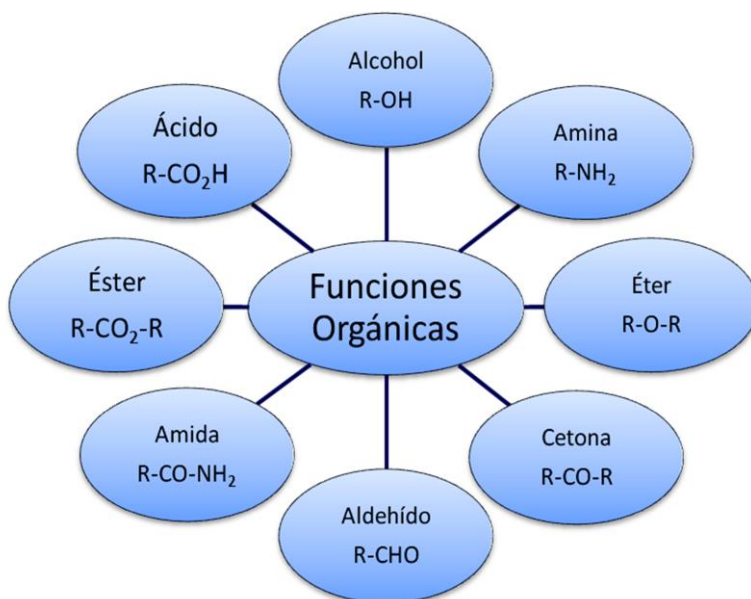 Alcohol
R-OH
Amina
R-NH₂
Éter
R-O-R
Cetona
R-CO-R
Aldehído
R-CHO
Amida
R-CO-NH₂
Éster
R-CO₂-R
Ácido
R-CO₂H
Funciones
Orgánicas